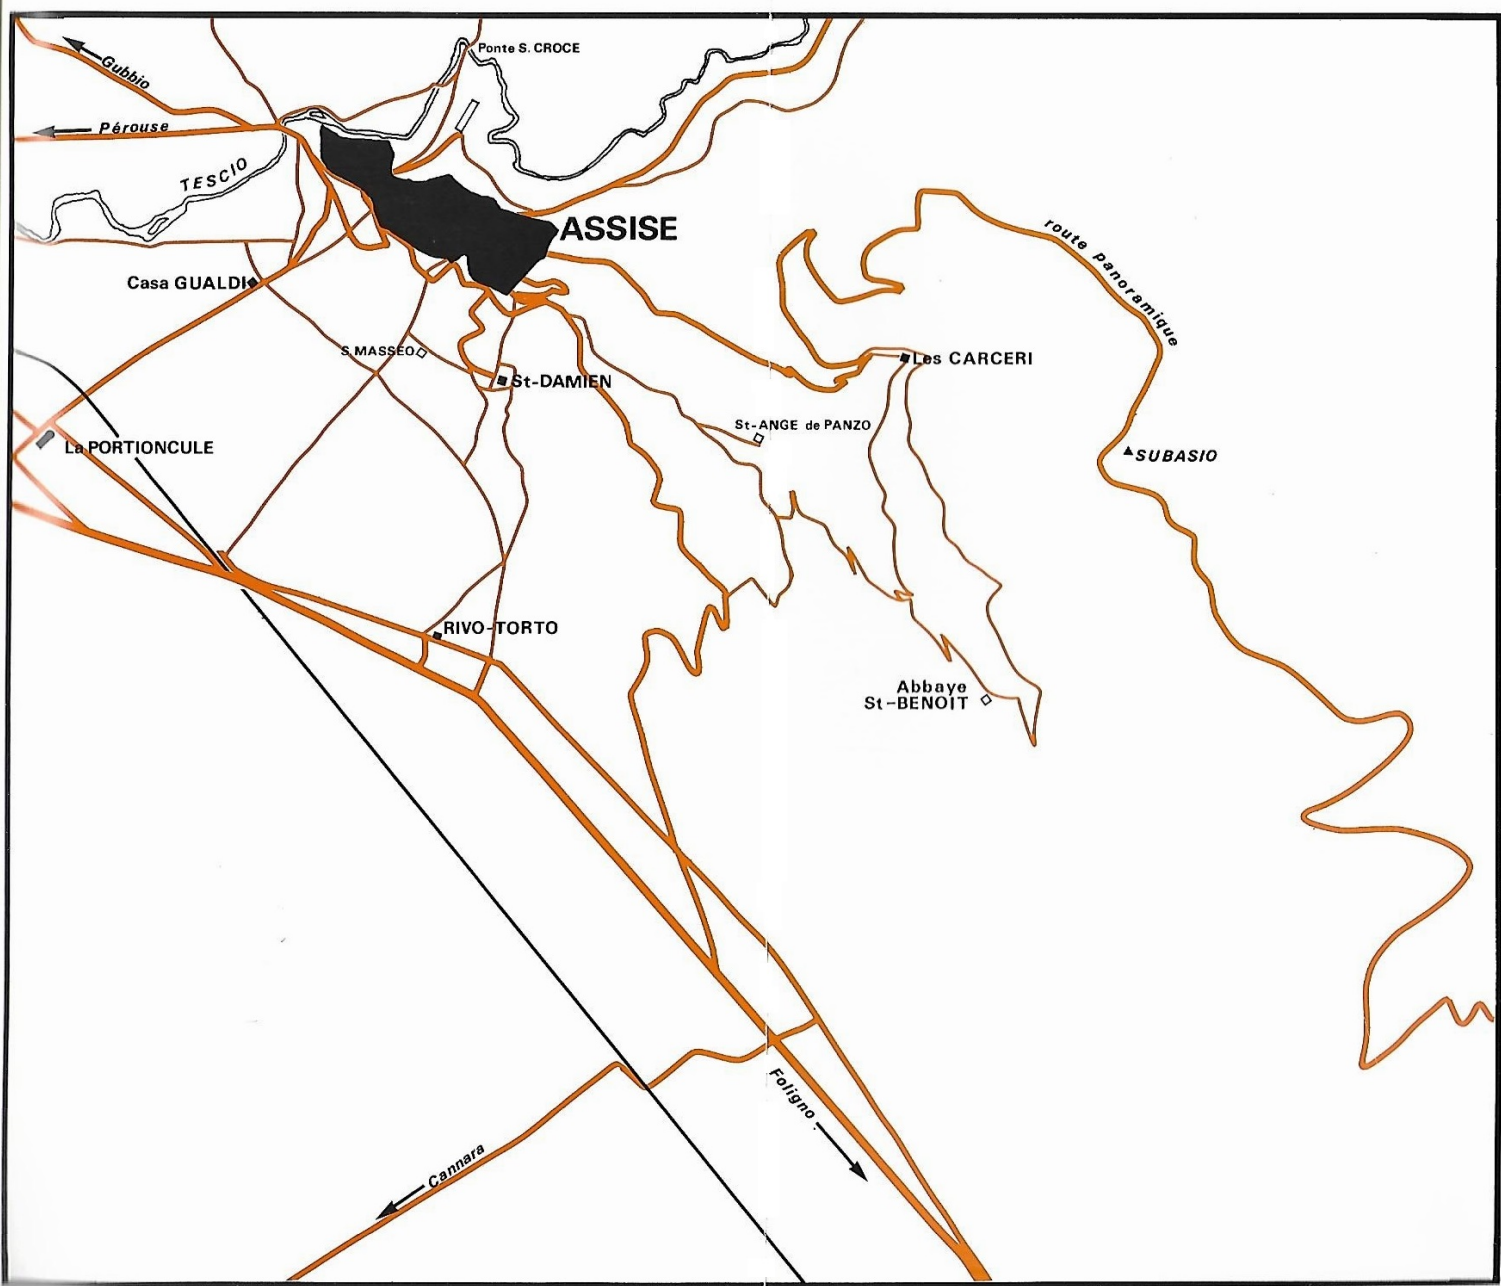 Ponte S. CROCE
Gubbio
Pérouse
TESCIO
ASSISE
route panoramique
Casa GUALDI
S. MASSEO
Les CARCERI
St-DAMIEN
St-ANGE de PANZO
La PORTIONCULE
SUBASIO
RIVO-TORTO
Abbaye
St-BENOIT
Foligno
Cannara